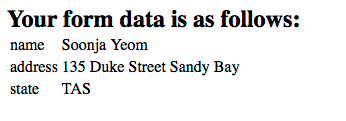 Your form data is as follows:
name Soonja Yeom
address 135 Duke Street Sandy Bay
state TAS